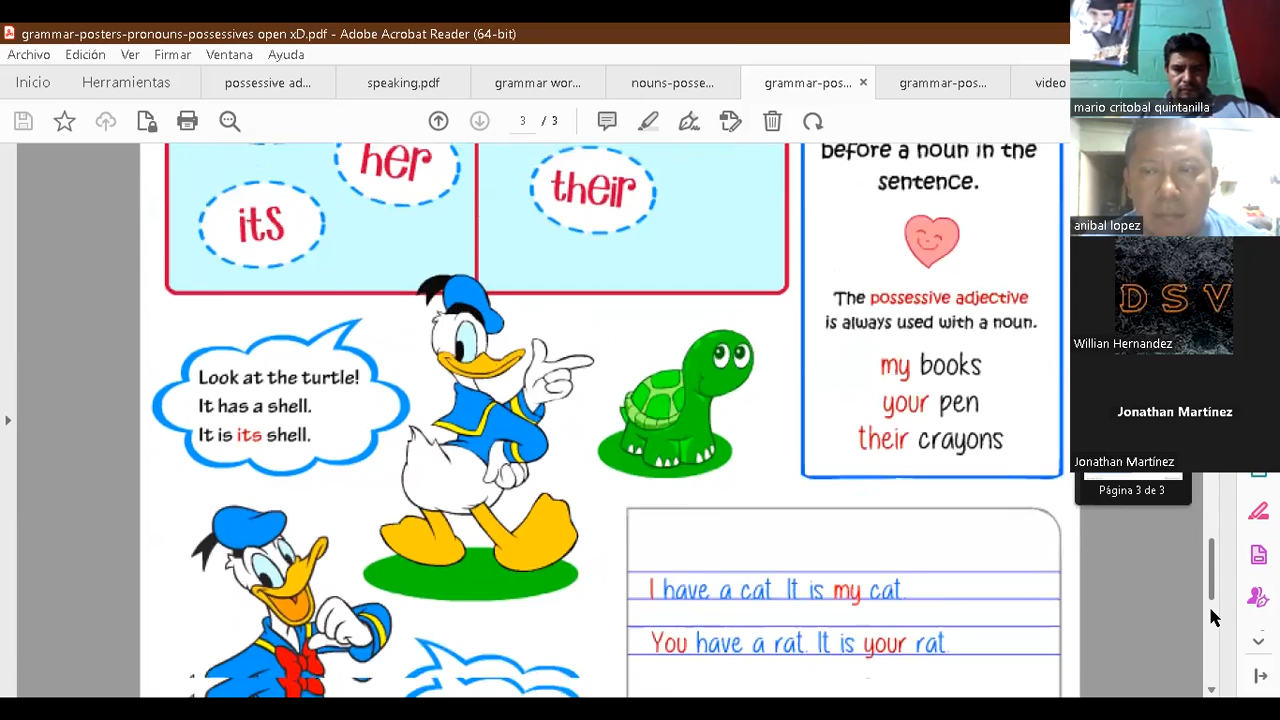 grammar-posters-pronouns-possessives open xD.pdf - Adobe Acrobat Reader (64-bit)
Archivo Edición Ver Firmar Ventana Ayuda
Inicio Herramientas possessive ad... speaking.pdf grammar wor... nouns-posse... grammar-pos... × grammar-pos... video
3 / 3
her
its
their
before a noun in the
sentence.
The possessive adjective
is always used with a noun.
my books
your pen
their crayons
Look at the turtle!
It has a shell.
It is its shell.
I have a cat. It is my cat.
You have a rat. It is your rat.
mario critobal quintanilla
anibal lopez
DSV
Willian Hernandez
Jonathan Martínez
Jonathan Martínez
Página 3 de 3